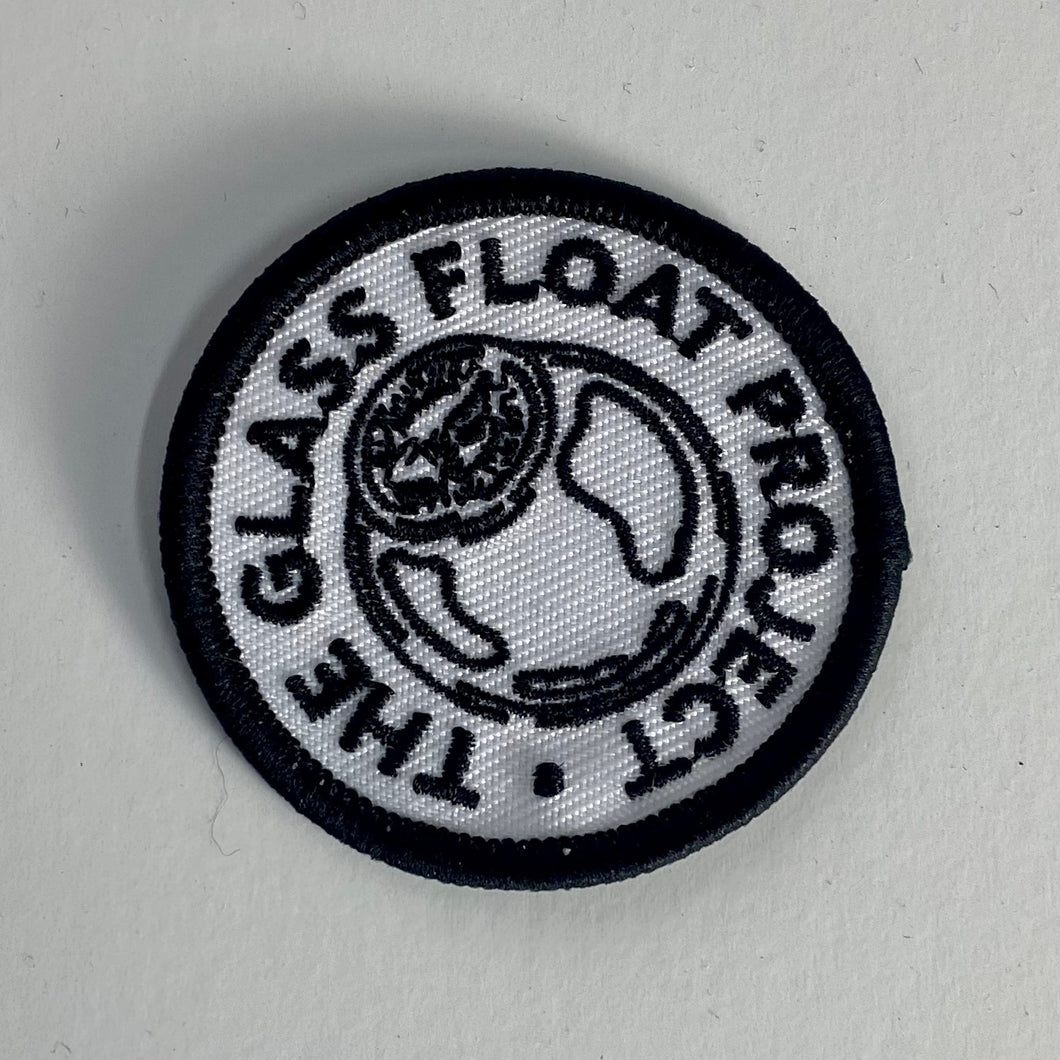 THE GLASS FLOAT PROJECT •